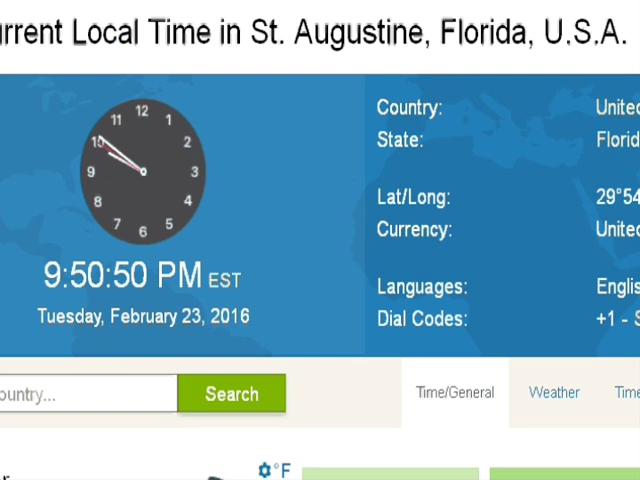 rrent Local Time in St. Augustine, Florida, U.S.A.
12
11 1
10 2
9 3
8 4
7 5
6
9:50:50 PM EST
Tuesday, February 23, 2016
Country: United
State: Florid
Lat/Long: 29°54
Currency: United
Languages: Englis
Dial Codes: +1 -
ountry... Search
Time/General Weather Time
°F